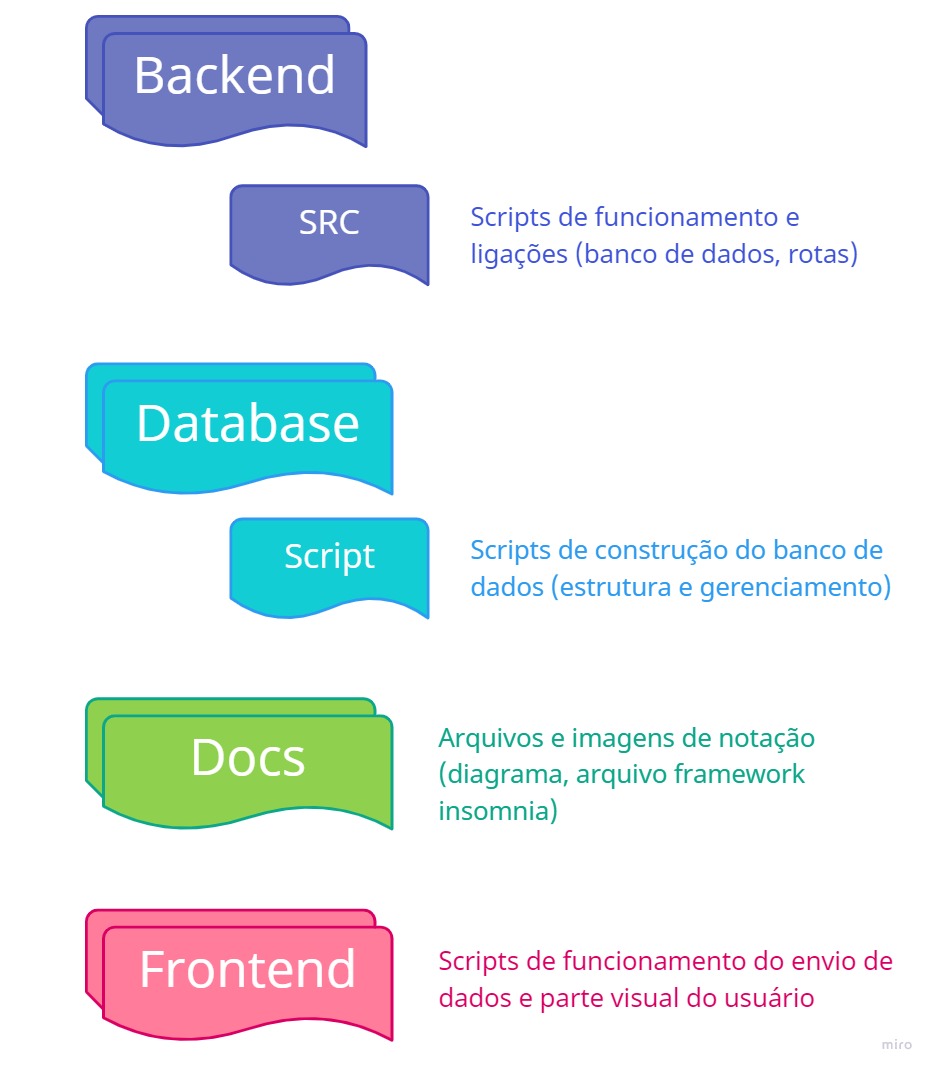 Backend
SRC
Scripts de funcionamento e
ligações (banco de dados, rotas)
Database
Script
Scripts de construção do banco de
dados (estrutura e gerenciamento)
Docs
Arquivos e imagens de notação
(diagrama, arquivo framework
insomnia)
Frontend
Scripts de funcionamento do envio de
dados e parte visual do usuário
miro